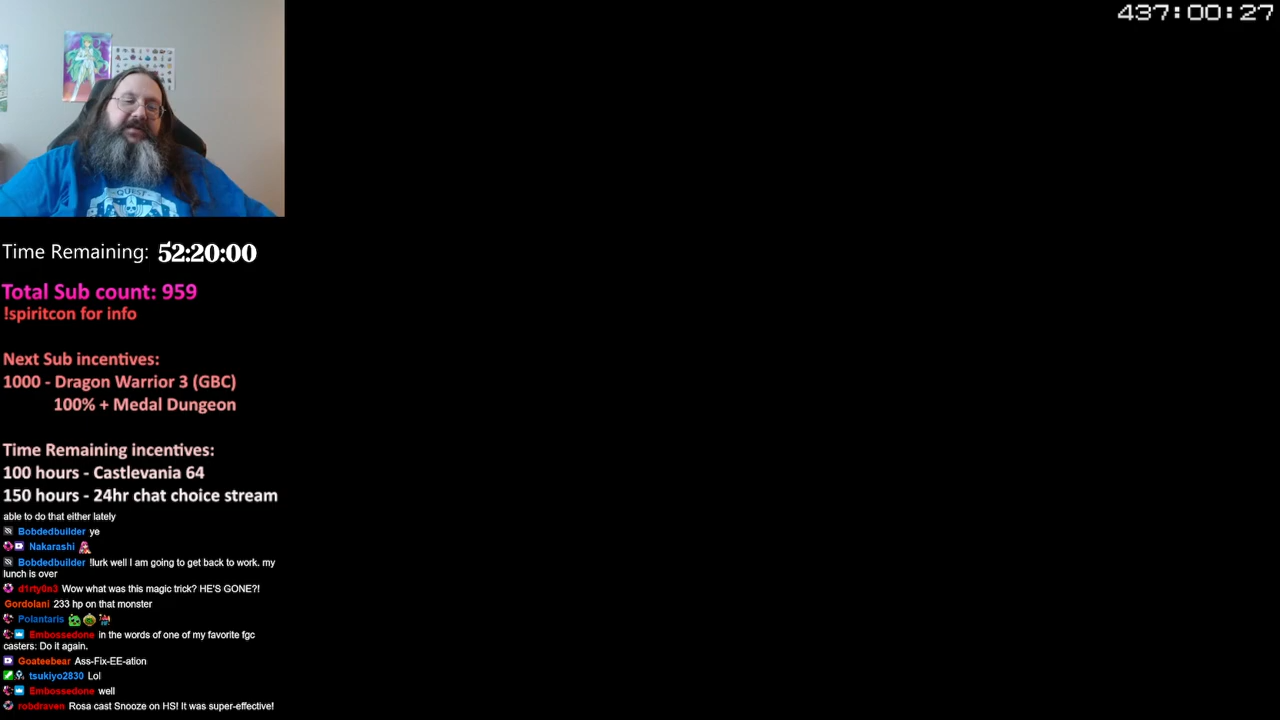 437:00:27
QUEST
Time Remaining: 52:20:00
Total Sub count: 959
!spiritcon for info
Next Sub incentives:
1000 - Dragon Warrior 3 (GBC)
100% + Medal Dungeon
Time Remaining incentives:
100 hours - Castlevania 64
150 hours - 24hr chat choice stream
able to do that either lately
Bobdedbuilder ye
Nakarashi
Bobdedbuilder !lurk well I am going to get back to work. my
lunch is over
d1rty0n3 Wow what was this magic trick? HE'S GONE?!
Gordolani 233 hp on that monster
Polantaris
Embossedone in the words of one of my favorite fgc
casters: Do it again.
Goateebear Ass-Fix-EE-ation
tsukiyo2830 Lol
Embossedone well
robdraven Rosa cast Snooze on HS! It was super-effective!